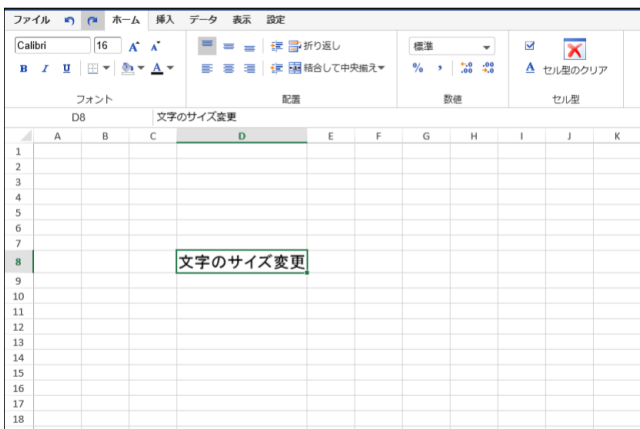 ファイル ホーム 挿入 データ 表示 設定
Calibri 16 A A 折り返し 標準
B I U A 結合して中央揃え % , .00 .00 A セル型のクリア
フォント 配置 数値 セル型
D8 文字のサイズ変更
A B C D E F G H I J K
1
2
3
4
5
6
7
8 文字のサイズ変更
9
10
11
12
13
14
15
16
17
18